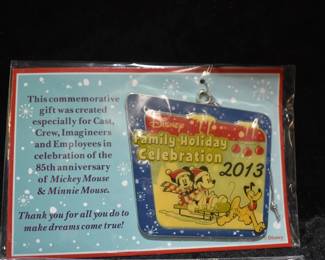 This commemorative
gift was created
especially for Cast,
Crew, Imagineers
and Employees in
celebration of the
85th anniversary
of Mickey Mouse
& Minnie Mouse.
Thank you for all you do to
make dreams come true!
Disney
Family Holiday
Celebration
2013
© Disney